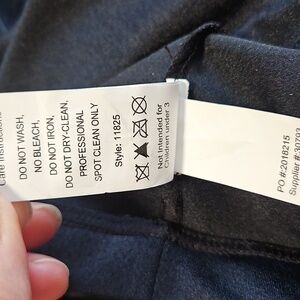 Care Instructions
DO NOT WASH,
NO BLEACH,
DO NOT IRON,
DO NOT DRY-CLEAN,
PROFESSIONAL
SPOT CLEAN ONLY
Style: 11825
Not Intended for
Children under 3
PO #:2018215